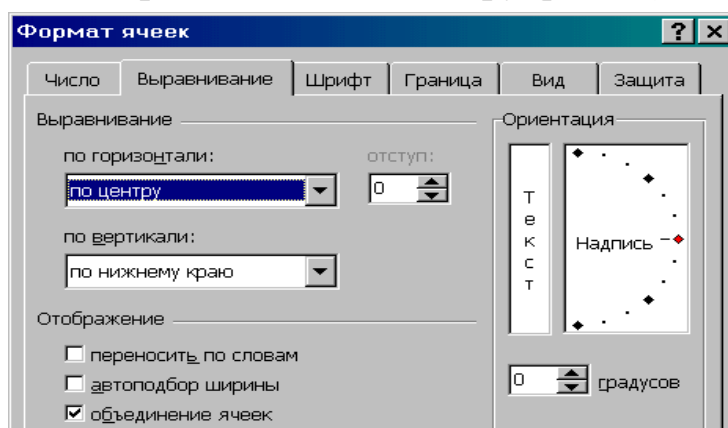 Формат ячеек
Число Выравнивание Шрифт Граница Вид Защита
Выравнивание
по горизонтали: отступ:
по центру 0
по вертикали:
по нижнему краю
Отображение
переносить по словам
автоподбор ширины
объединение ячеек
Ориентация
Текст
Надпись
0 градусов